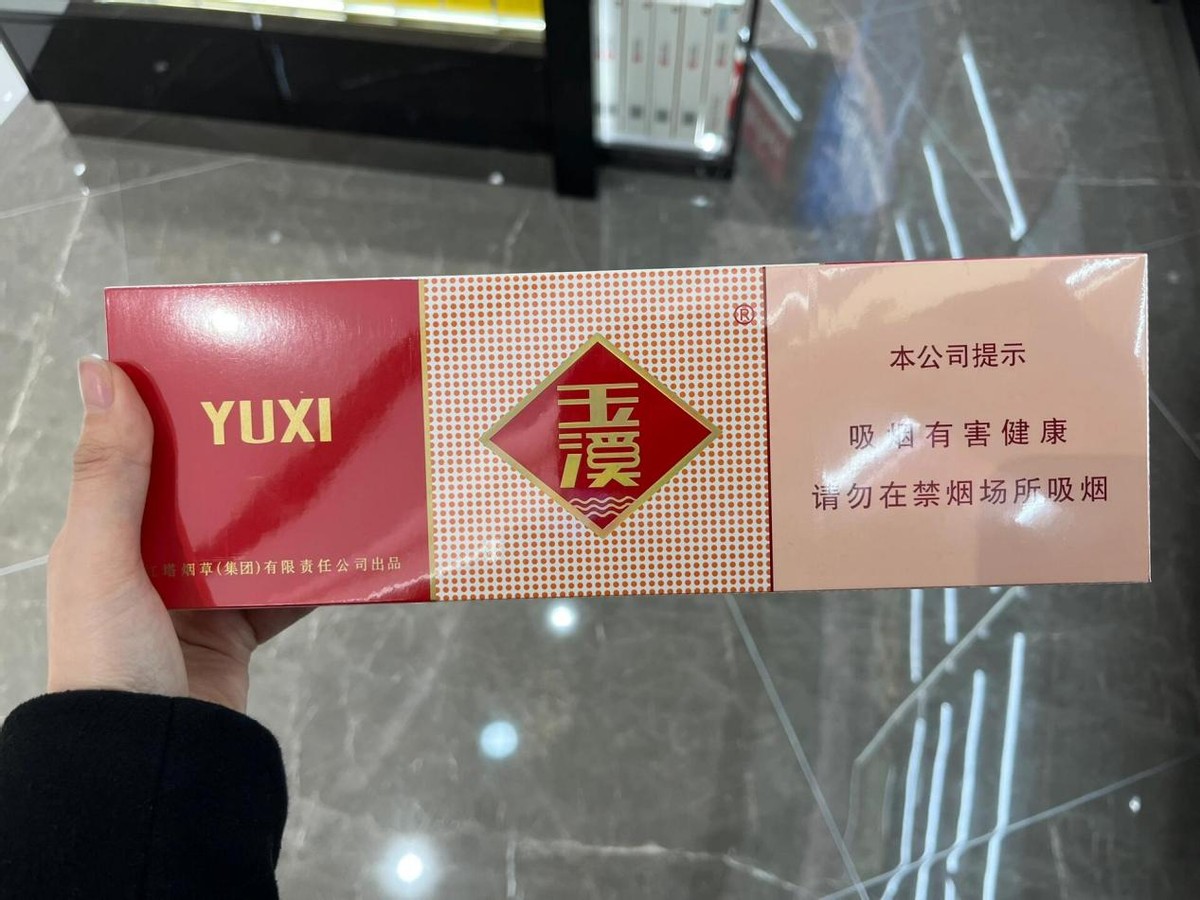 YUXI
塔烟草(集团)有限责任公司出品
®
玉
溪
本公司提示
吸烟有害健康
请勿在禁烟场所吸烟